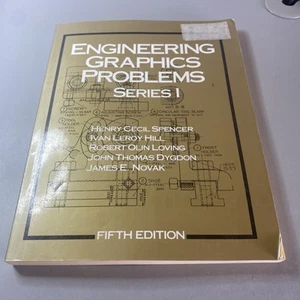 ENGINEERING
GRAPHICS
PROBLEMS
SERIES 1
HENRY CECIL SPENCER
IVAN LEROY HILL
ROBERT OLIN LOVING
JOHN THOMAS DYGDON
JAMES E. NOVAK
FIFTH EDITION